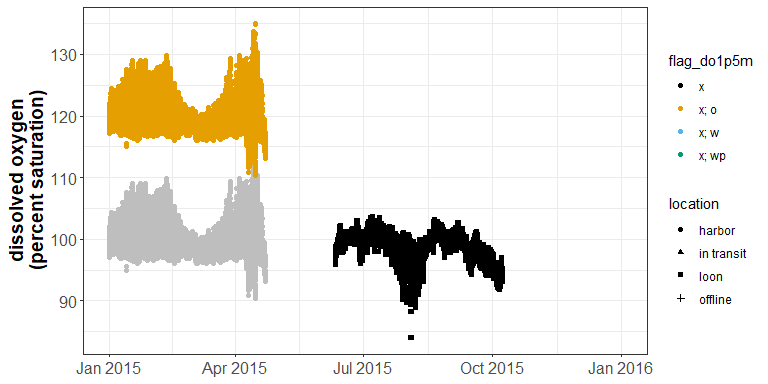 dissolved oxygen
(percent saturation)
130
120
110
100
90
Jan 2015
Apr 2015
Jul 2015
Oct 2015
Jan 2016
flag_do1p5m
x
x; o
x; w
x; wp
location
harbor
in transit
loon
offline